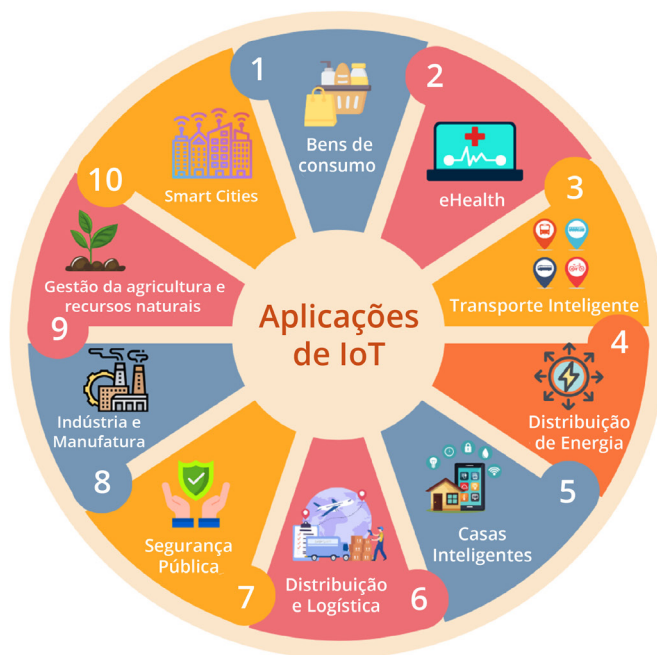 Aplicações
de IoT
1
Bens de
consumo
2
eHealth
3
Transporte Inteligente
4
Distribuição
de Energia
5
Casas
Inteligentes
6
Distribuição
e Logística
7
Segurança
Pública
8
Indústria e
Manufatura
9
Gestão da agricultura e
recursos naturais
10
Smart Cities